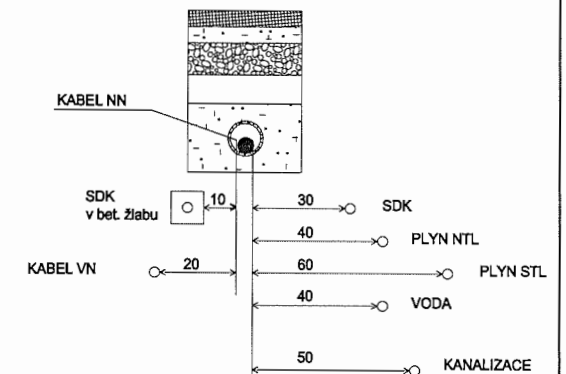 KABEL NN
SDK
v bet. žlabu
10
30
SDK
40
PLYN NTL
KABEL VN
20
60
PLYN STL
40
VODA
50
KANALIZACE